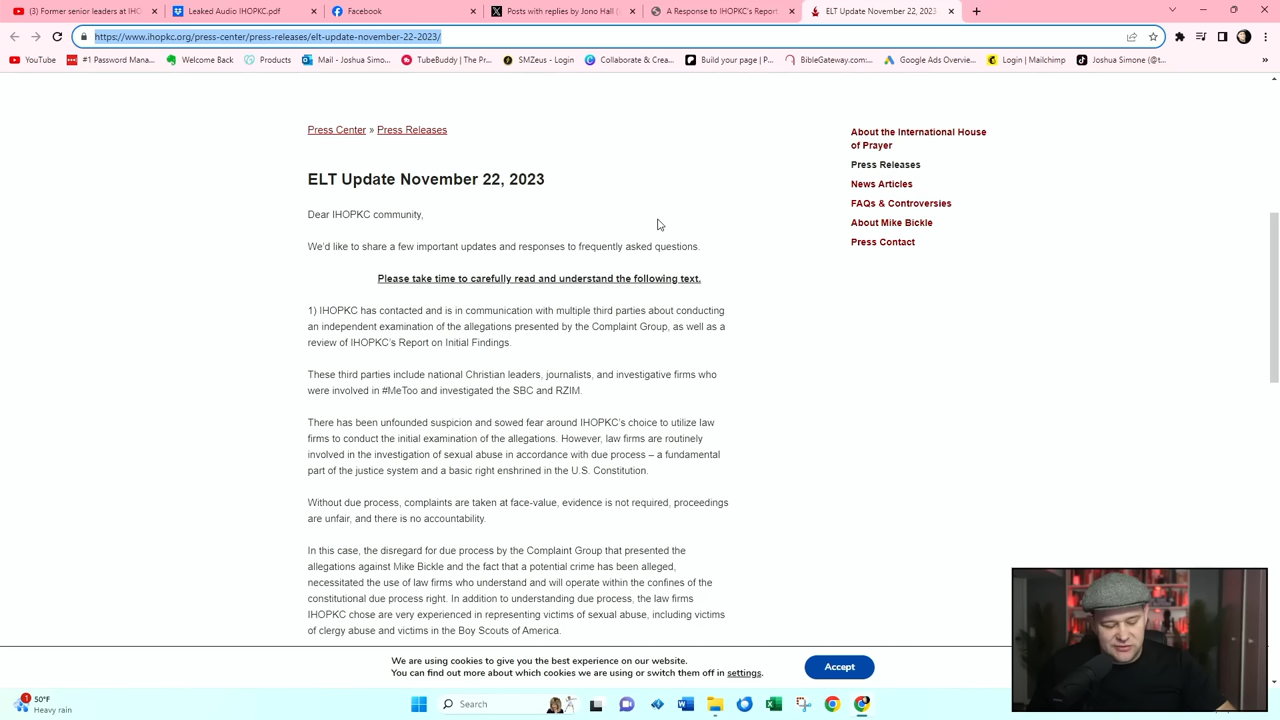 (3) Former senior leaders at IHO
Leaked Audio IHOPKC.pdf
Facebook
Posts with replies by Jono Hall (
A Response to IHOPKC's Report
ELT Update November 22, 2023
https://www.ihopkc.org/press-center/press-releases/elt-update-november-22-2023/
YouTube
#1 Password Mana...
Welcome Back
Products
Mail - Joshua Simo...
TubeBuddy | The Pr...
SMZeus - Login
Collaborate & Crea...
Build your page | P...
BibleGateway.com:...
Google Ads Overvie...
Login | Mailchimp
Joshua Simone (@t...
»
Press Center » Press Releases
ELT Update November 22, 2023
Dear IHOPKC community,
We'd like to share a few important updates and responses to frequently asked questions.
Please take time to carefully read and understand the following text.
1) IHOPKC has contacted and is in communication with multiple third parties about conducting
an independent examination of the allegations presented by the Complaint Group, as well as a
review of IHOPKC's Report on Initial Findings.
These third parties include national Christian leaders, journalists, and investigative firms who
were involved in #MeToo and investigated the SBC and RZIM.
There has been unfounded suspicion and sowed fear around IHOPKC's choice to utilize law
firms to conduct the initial examination of the allegations. However, law firms are routinely
involved in the investigation of sexual abuse in accordance with due process – a fundamental
part of the justice system and a basic right enshrined in the U.S. Constitution.
Without due process, complaints are taken at face-value, evidence is not required, proceedings
are unfair, and there is no accountability.
In this case, the disregard for due process by the Complaint Group that presented the
allegations against Mike Bickle and the fact that a potential crime has been alleged,
necessitated the use of law firms who understand and will operate within the confines of the
constitutional due process right. In addition to understanding due process, the law firms
IHOPKC chose are very experienced in representing victims of sexual abuse, including victims
of clergy abuse and victims in the Boy Scouts of America.
About the International House
of Prayer
Press Releases
News Articles
FAQs & Controversies
About Mike Bickle
Press Contact
We are using cookies to give you the best experience on our website.
You can find out more about which cookies we are using or switch them off in settings.
Accept
1
50°F
Heavy rain
Search